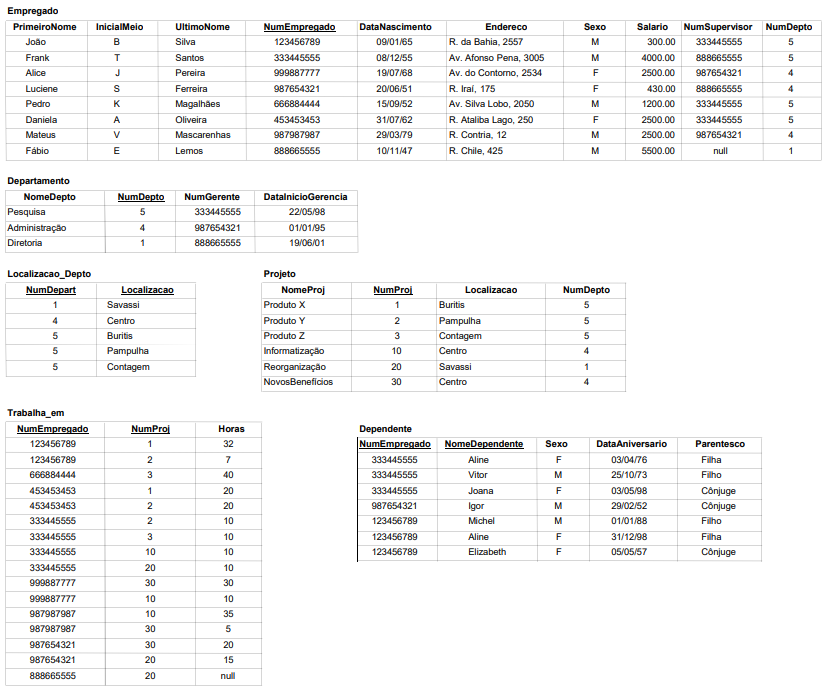 Empregado
PrimeiroNome InicialMeio UltimoNome NumEmpregado DataNascimento Endereco Sexo Salario NumSupervisor NumDepto
João B Silva 123456789 09/01/65 R. da Bahia, 2557 M 300.00 333445555 5
Frank T Santos 333445555 08/12/55 Av. Afonso Pena, 3005 M 4000.00 888665555 5
Alice J Pereira 999887777 19/07/68 Av. do Contorno, 2534 F 2500.00 987654321 4
Luciene S Ferreira 987654321 20/06/51 R. Iraí, 175 F 430.00 888665555 4
Pedro K Magalhães 666884444 15/09/52 Av. Silva Lobo, 2050 M 1200.00 333445555 5
Daniela A Oliveira 453453453 31/07/62 R. Ataliba Lago, 250 F 2500.00 333445555 5
Mateus V Mascarenhas 987987987 29/03/79 R. Contria, 12 M 2500.00 987654321 4
Fábio E Lemos 888665555 10/11/47 R. Chile, 425 M 5500.00 null 1
Departamento
NomeDepto NumDepto NumGerente DataInicioGerencia
Pesquisa 5 333445555 22/05/98
Administração 4 987654321 01/01/95
Diretoria 1 888665555 19/06/01
Localizacao_Depto
NumDepart Localizacao
1 Savassi
4 Centro
5 Buritis
5 Pampulha
5 Contagem
Projeto
NomeProj NumProj Localizacao NumDepto
Produto X 1 Buritis 5
Produto Y 2 Pampulha 5
Produto Z 3 Contagem 5
Informatização 10 Centro 4
Reorganização 20 Savassi 1
NovosBenefícios 30 Centro 4
Trabalha_em
NumEmpregado NumProj Horas
123456789 1 32
123456789 2 7
666884444 3 40
453453453 1 20
453453453 2 20
333445555 2 10
333445555 3 10
333445555 10 10
333445555 20 10
999887777 30 30
999887777 10 10
987987987 10 35
987987987 30 5
987654321 30 20
987654321 20 15
888665555 20 null
Dependente
NumEmpregado NomeDependente Sexo DataAniversario Parentesco
333445555 Aline F 03/04/76 Filha
333445555 Vitor M 25/10/73 Filho
333445555 Joana F 03/05/98 Cônjuge
987654321 Igor M 29/02/52 Cônjuge
123456789 Michel M 01/01/88 Filho
123456789 Aline F 31/12/98 Filha
123456789 Elizabeth F 05/05/57 Cônjuge